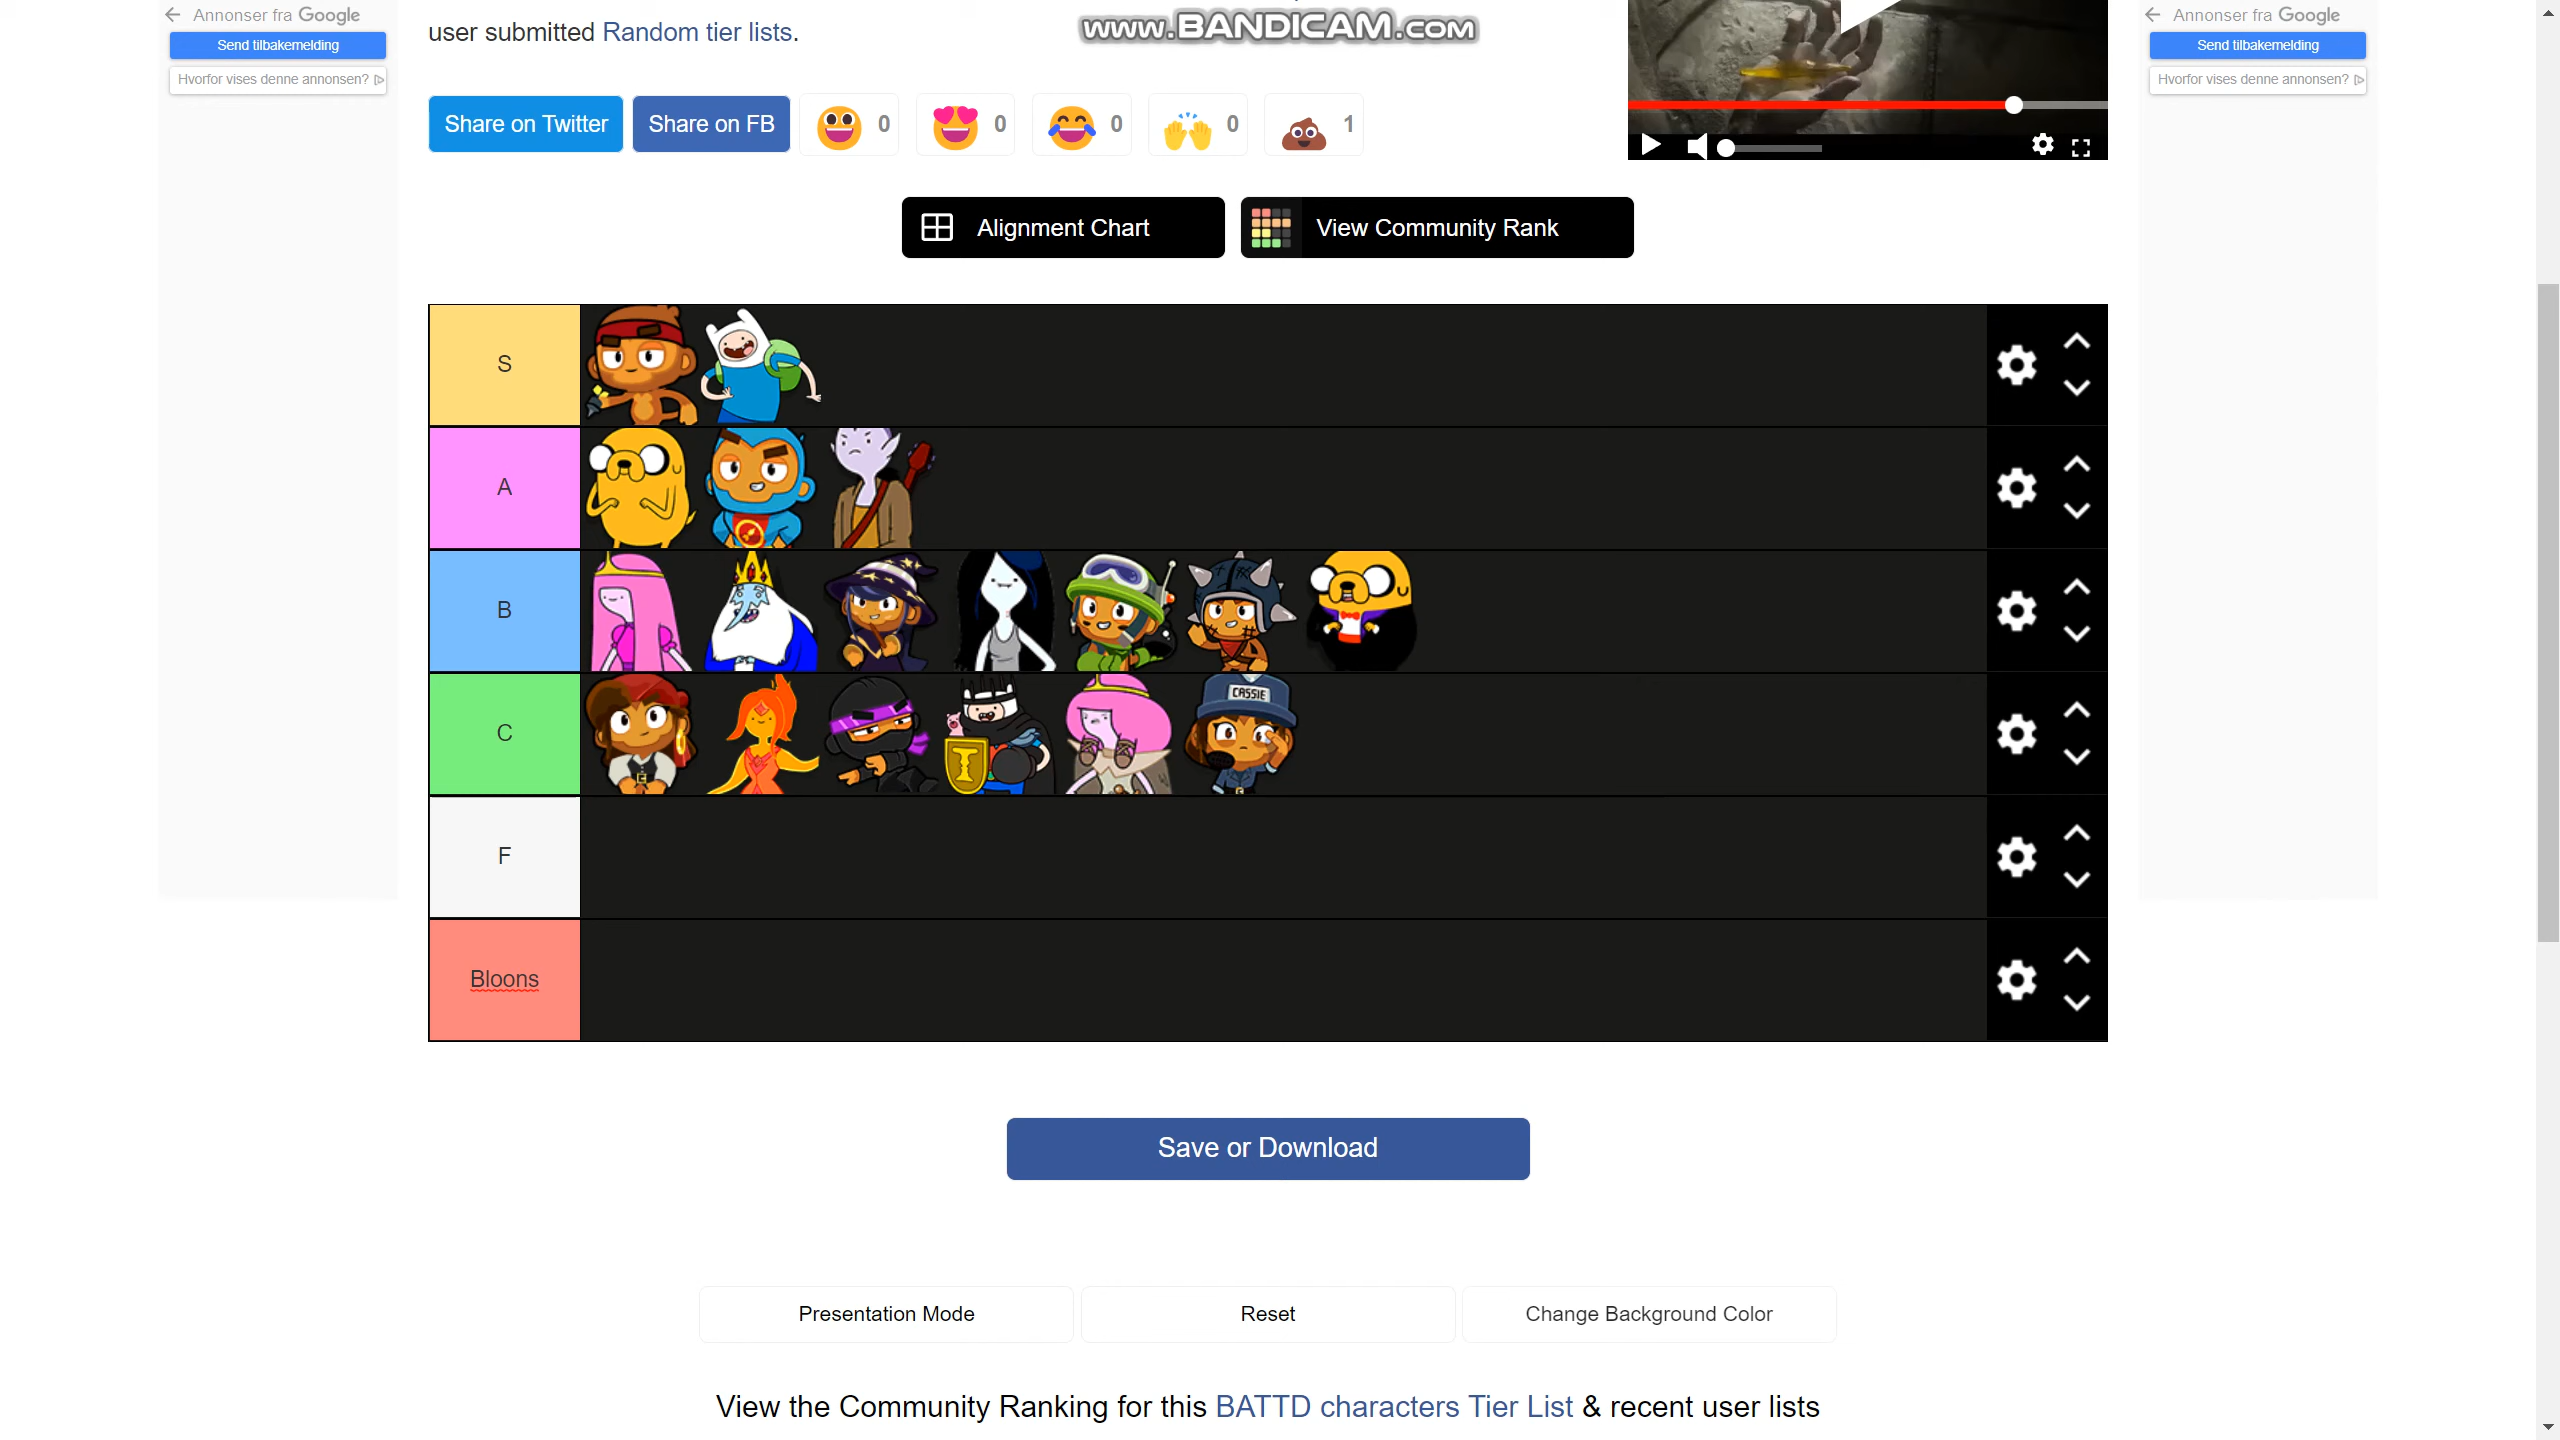 Annosner fra Google
Send tilbakemelding
Hvorfor vises denne annonsen?
user submitted Random tier lists.
www.BANDICAM.com
Annonser fra Google
Send tilbakemelding
Hvorfor vises denne annonsen?
Share on Twitter
Share on FB
0
0
0
0
1
Alignment Chart
View Community Rank
S
A
B
C
CASSIE
F
Bloons
Save or Download
Presentation Mode
Reset
Change Background Color
View the Community Ranking for this BATTD characters Tier List & recent user lists